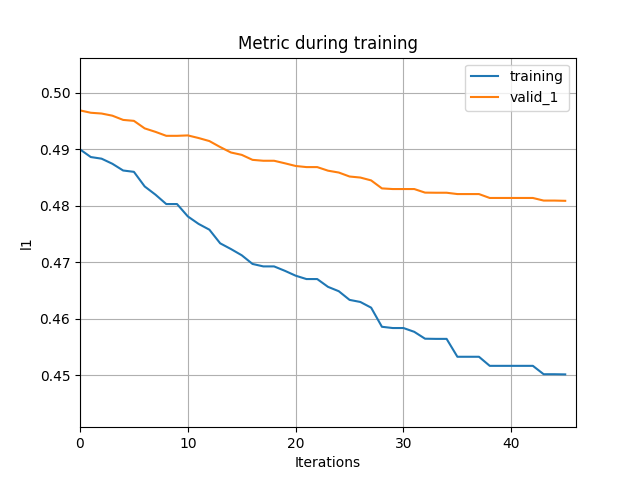 Metric during training
training
valid_1
0.50
0.49
0.48
0.47
0.46
0.45
l1
0 10 20 30 40
Iterations